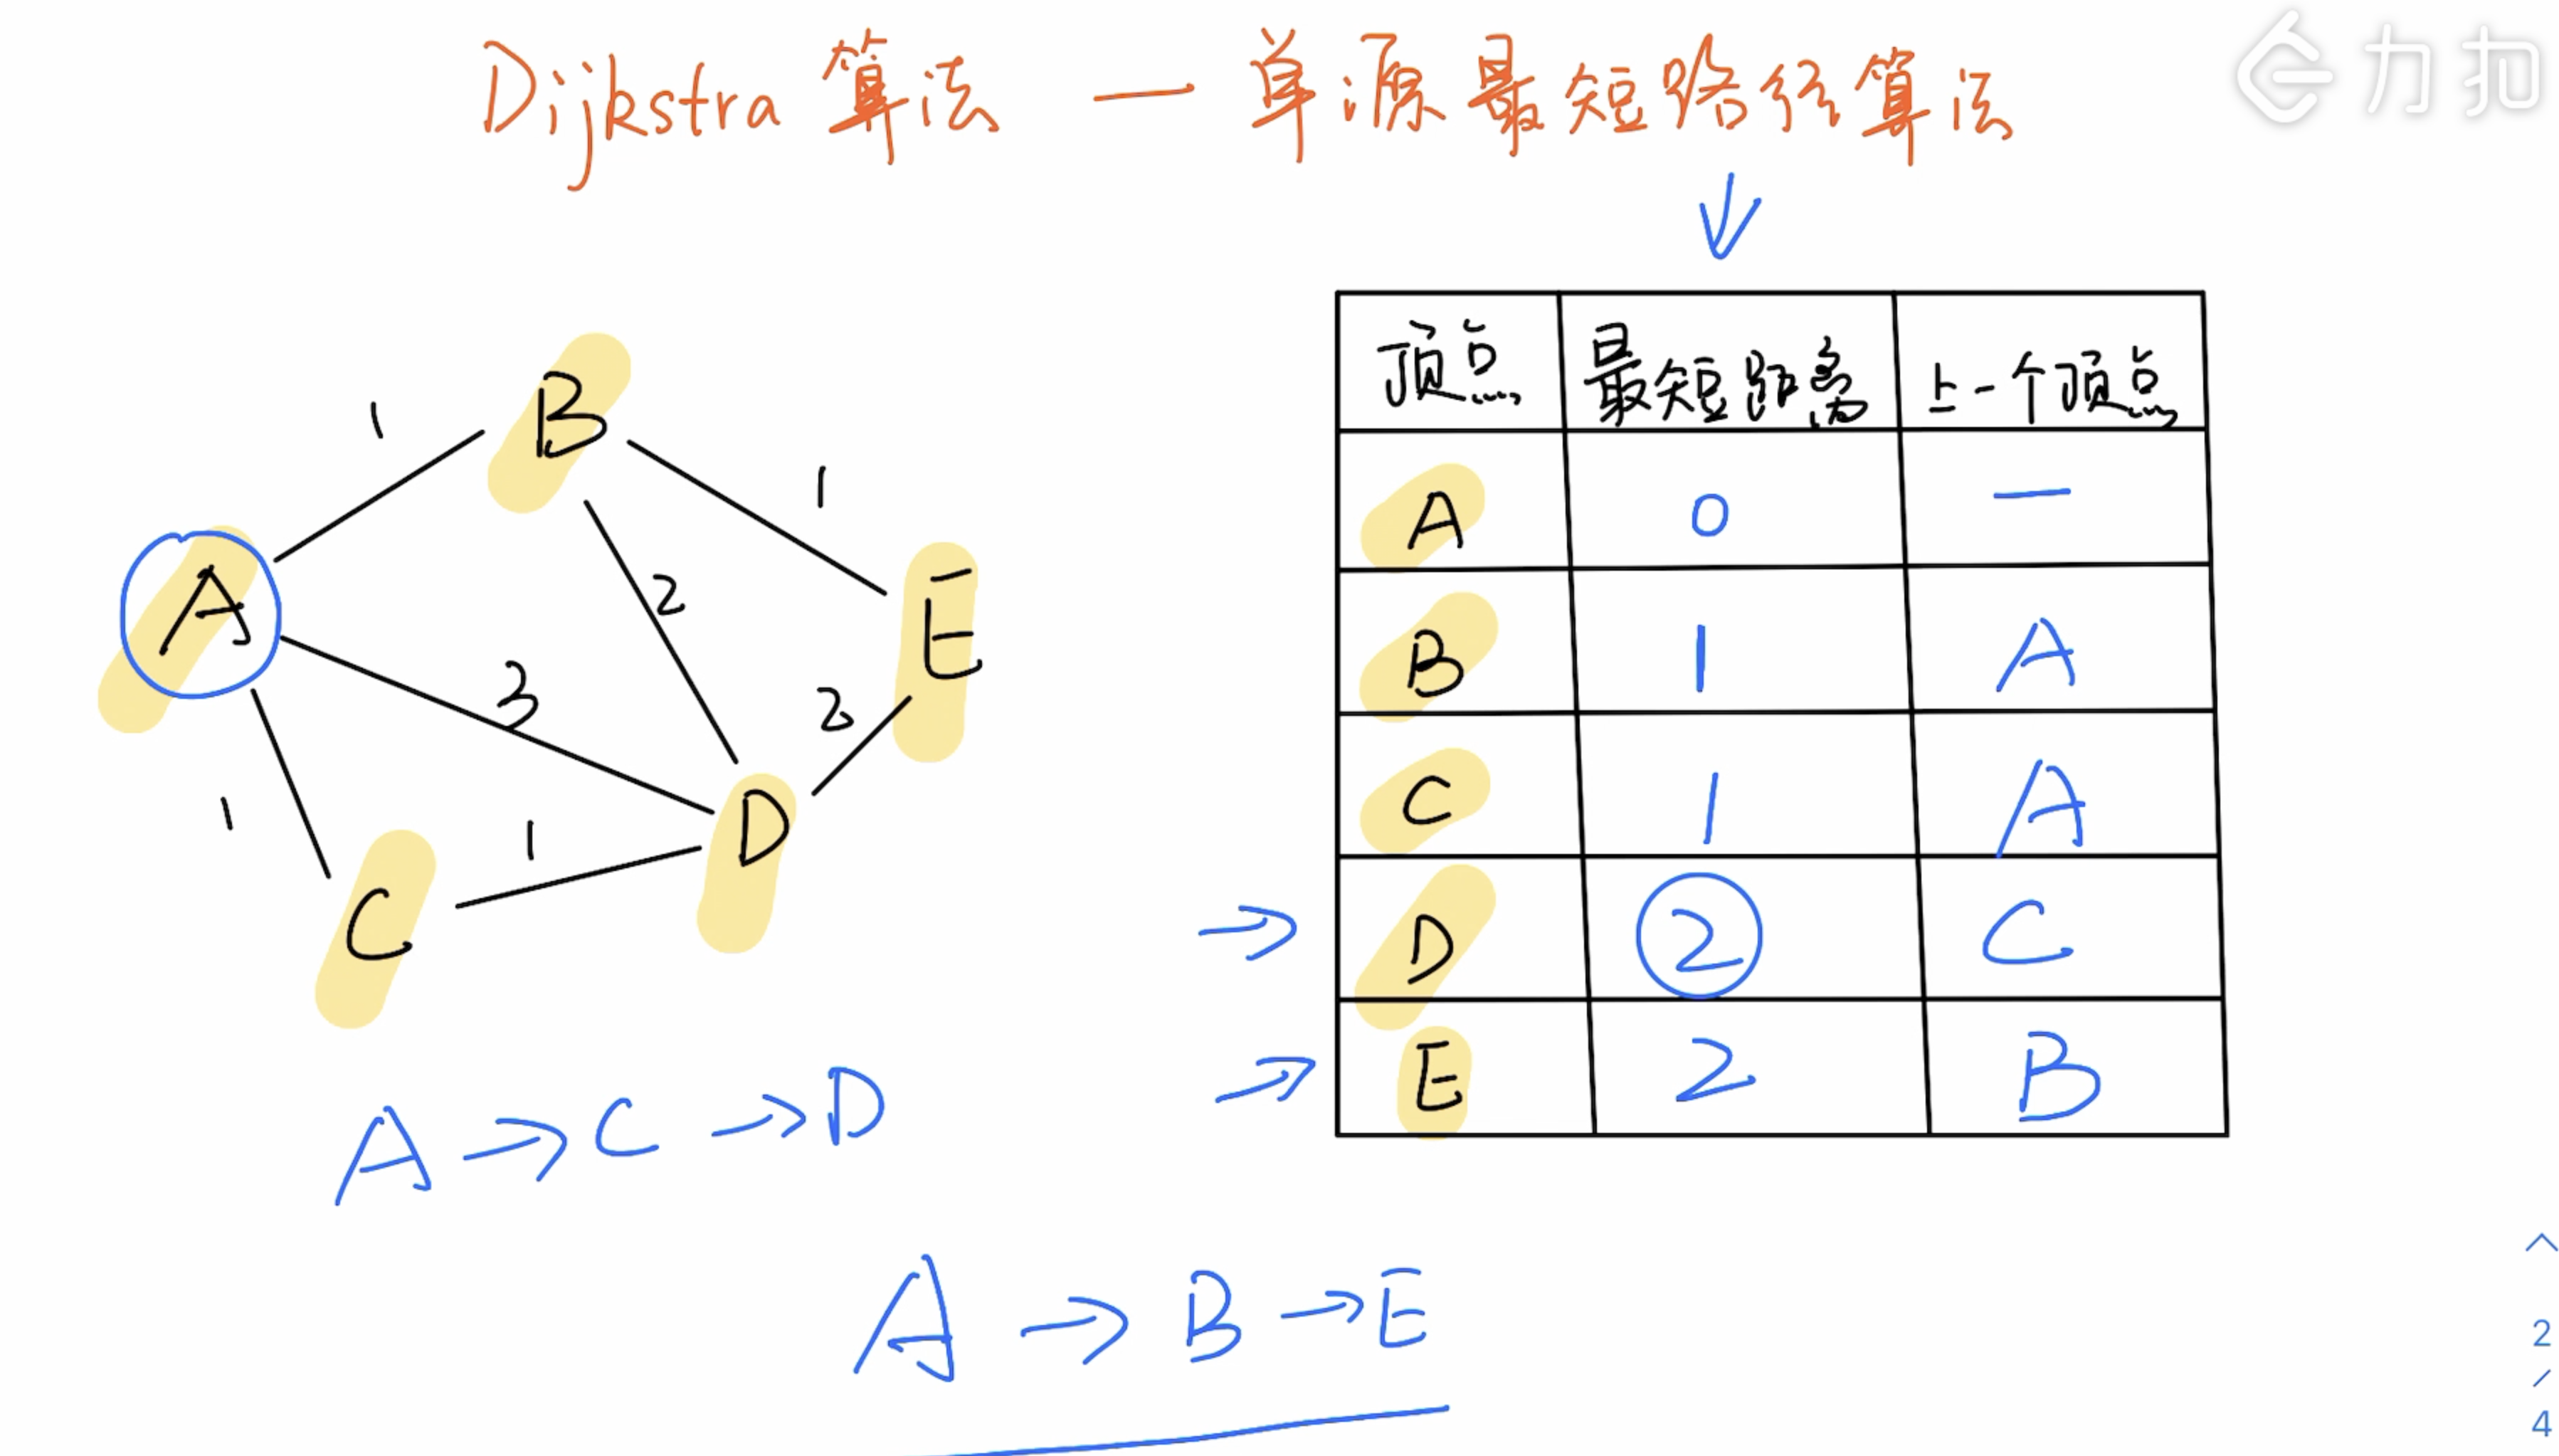 Dijkstra 算法 — 单源最短路径算法
力扣
B
1
1
A
2
E
3
2
1
1
D
C
顶点 最短距离 上一个顶点
A 0 —
B 1 A
C 1 A
D 2 C
E 2 B
A → C → D
A → B → E
2
/
4